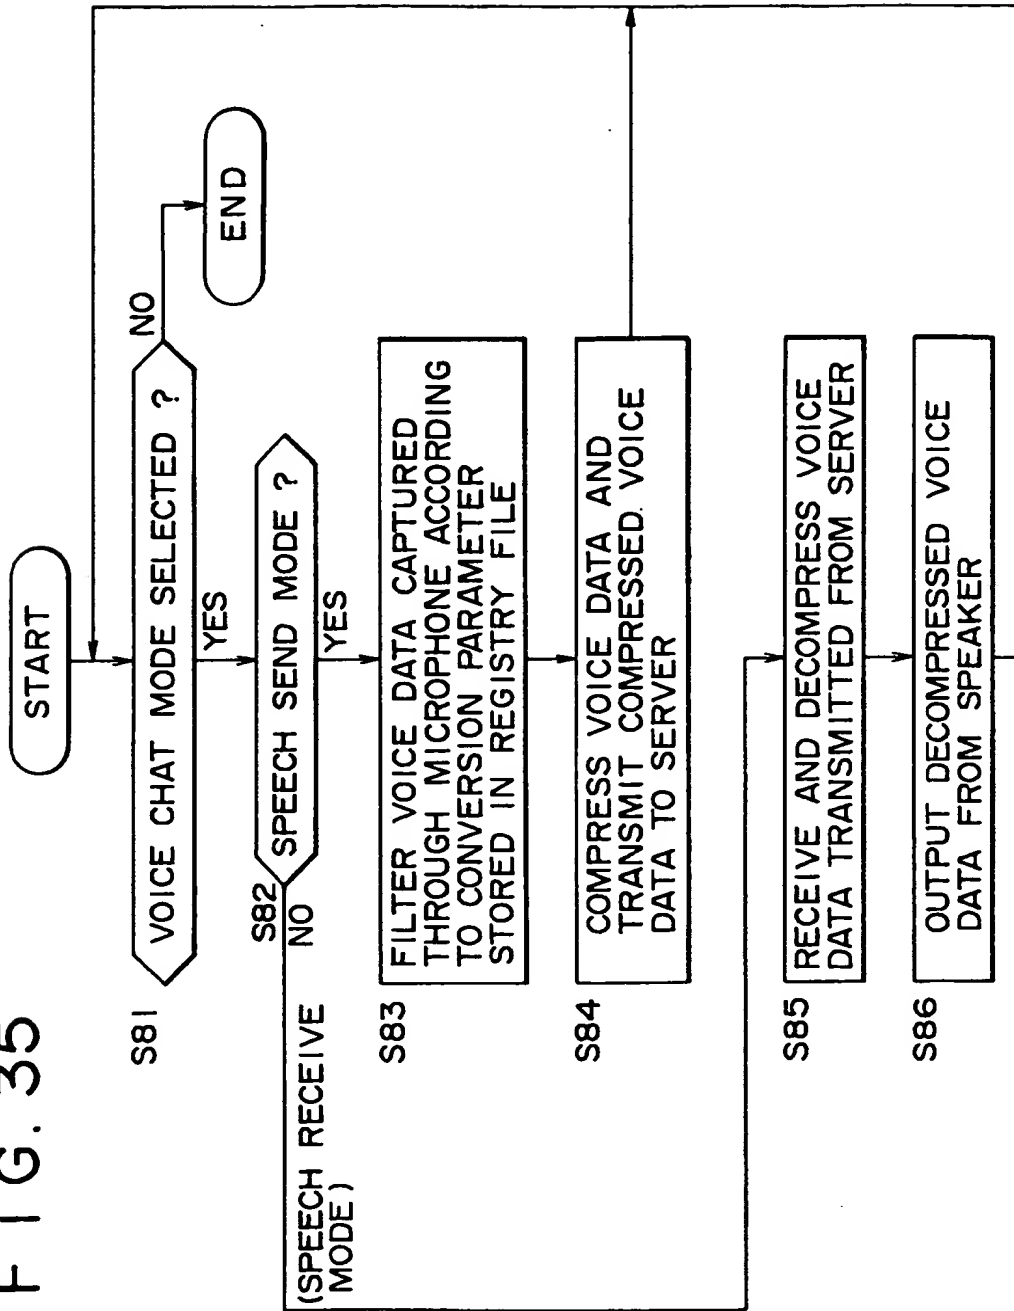 FIG. 35
START
S81
VOICE CHAT MODE SELECTED ?
NO
END
YES
S82
SPEECH SEND MODE ?
NO
YES
(SPEECH RECEIVE
MODE)
S83
FILTER VOICE DATA CAPTURED
THROUGH MICROPHONE ACCORDING
TO CONVERSION PARAMETER
STORED IN REGISTRY FILE
S84
COMPRESS VOICE DATA AND
TRANSMIT COMPRESSED VOICE
DATA TO SERVER
S85
RECEIVE AND DECOMPRESS VOICE
DATA TRANSMITTED FROM SERVER
S86
OUTPUT DECOMPRESSED VOICE
DATA FROM SPEAKER